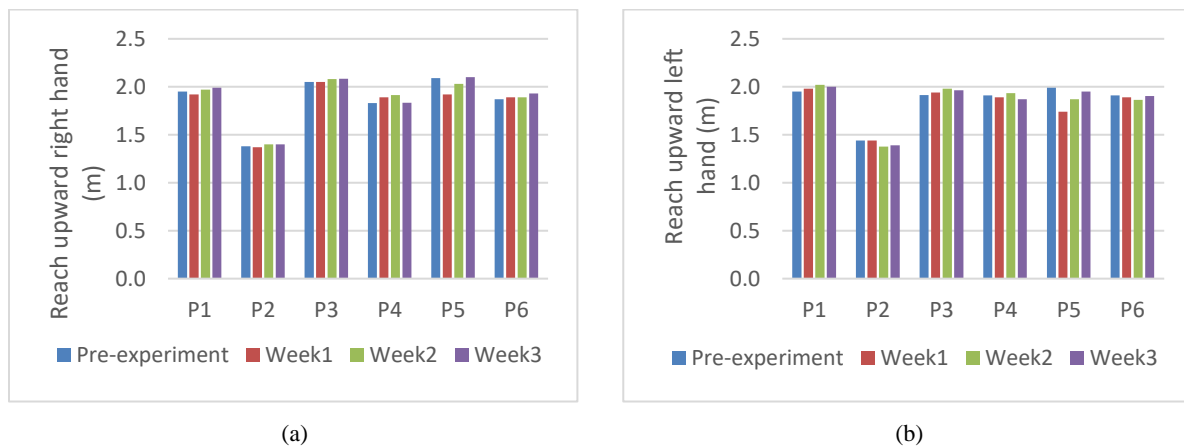 Reach upward right hand
(m)
2.5
2.0
1.5
1.0
0.5
0.0
P1 P2 P3 P4 P5 P6
Pre-experiment Week1 Week2 Week3
(a)
Reach upward left
hand (m)
2.5
2.0
1.5
1.0
0.5
0.0
P1 P2 P3 P4 P5 P6
Pre-experiment Week1 Week2 Week3
(b)